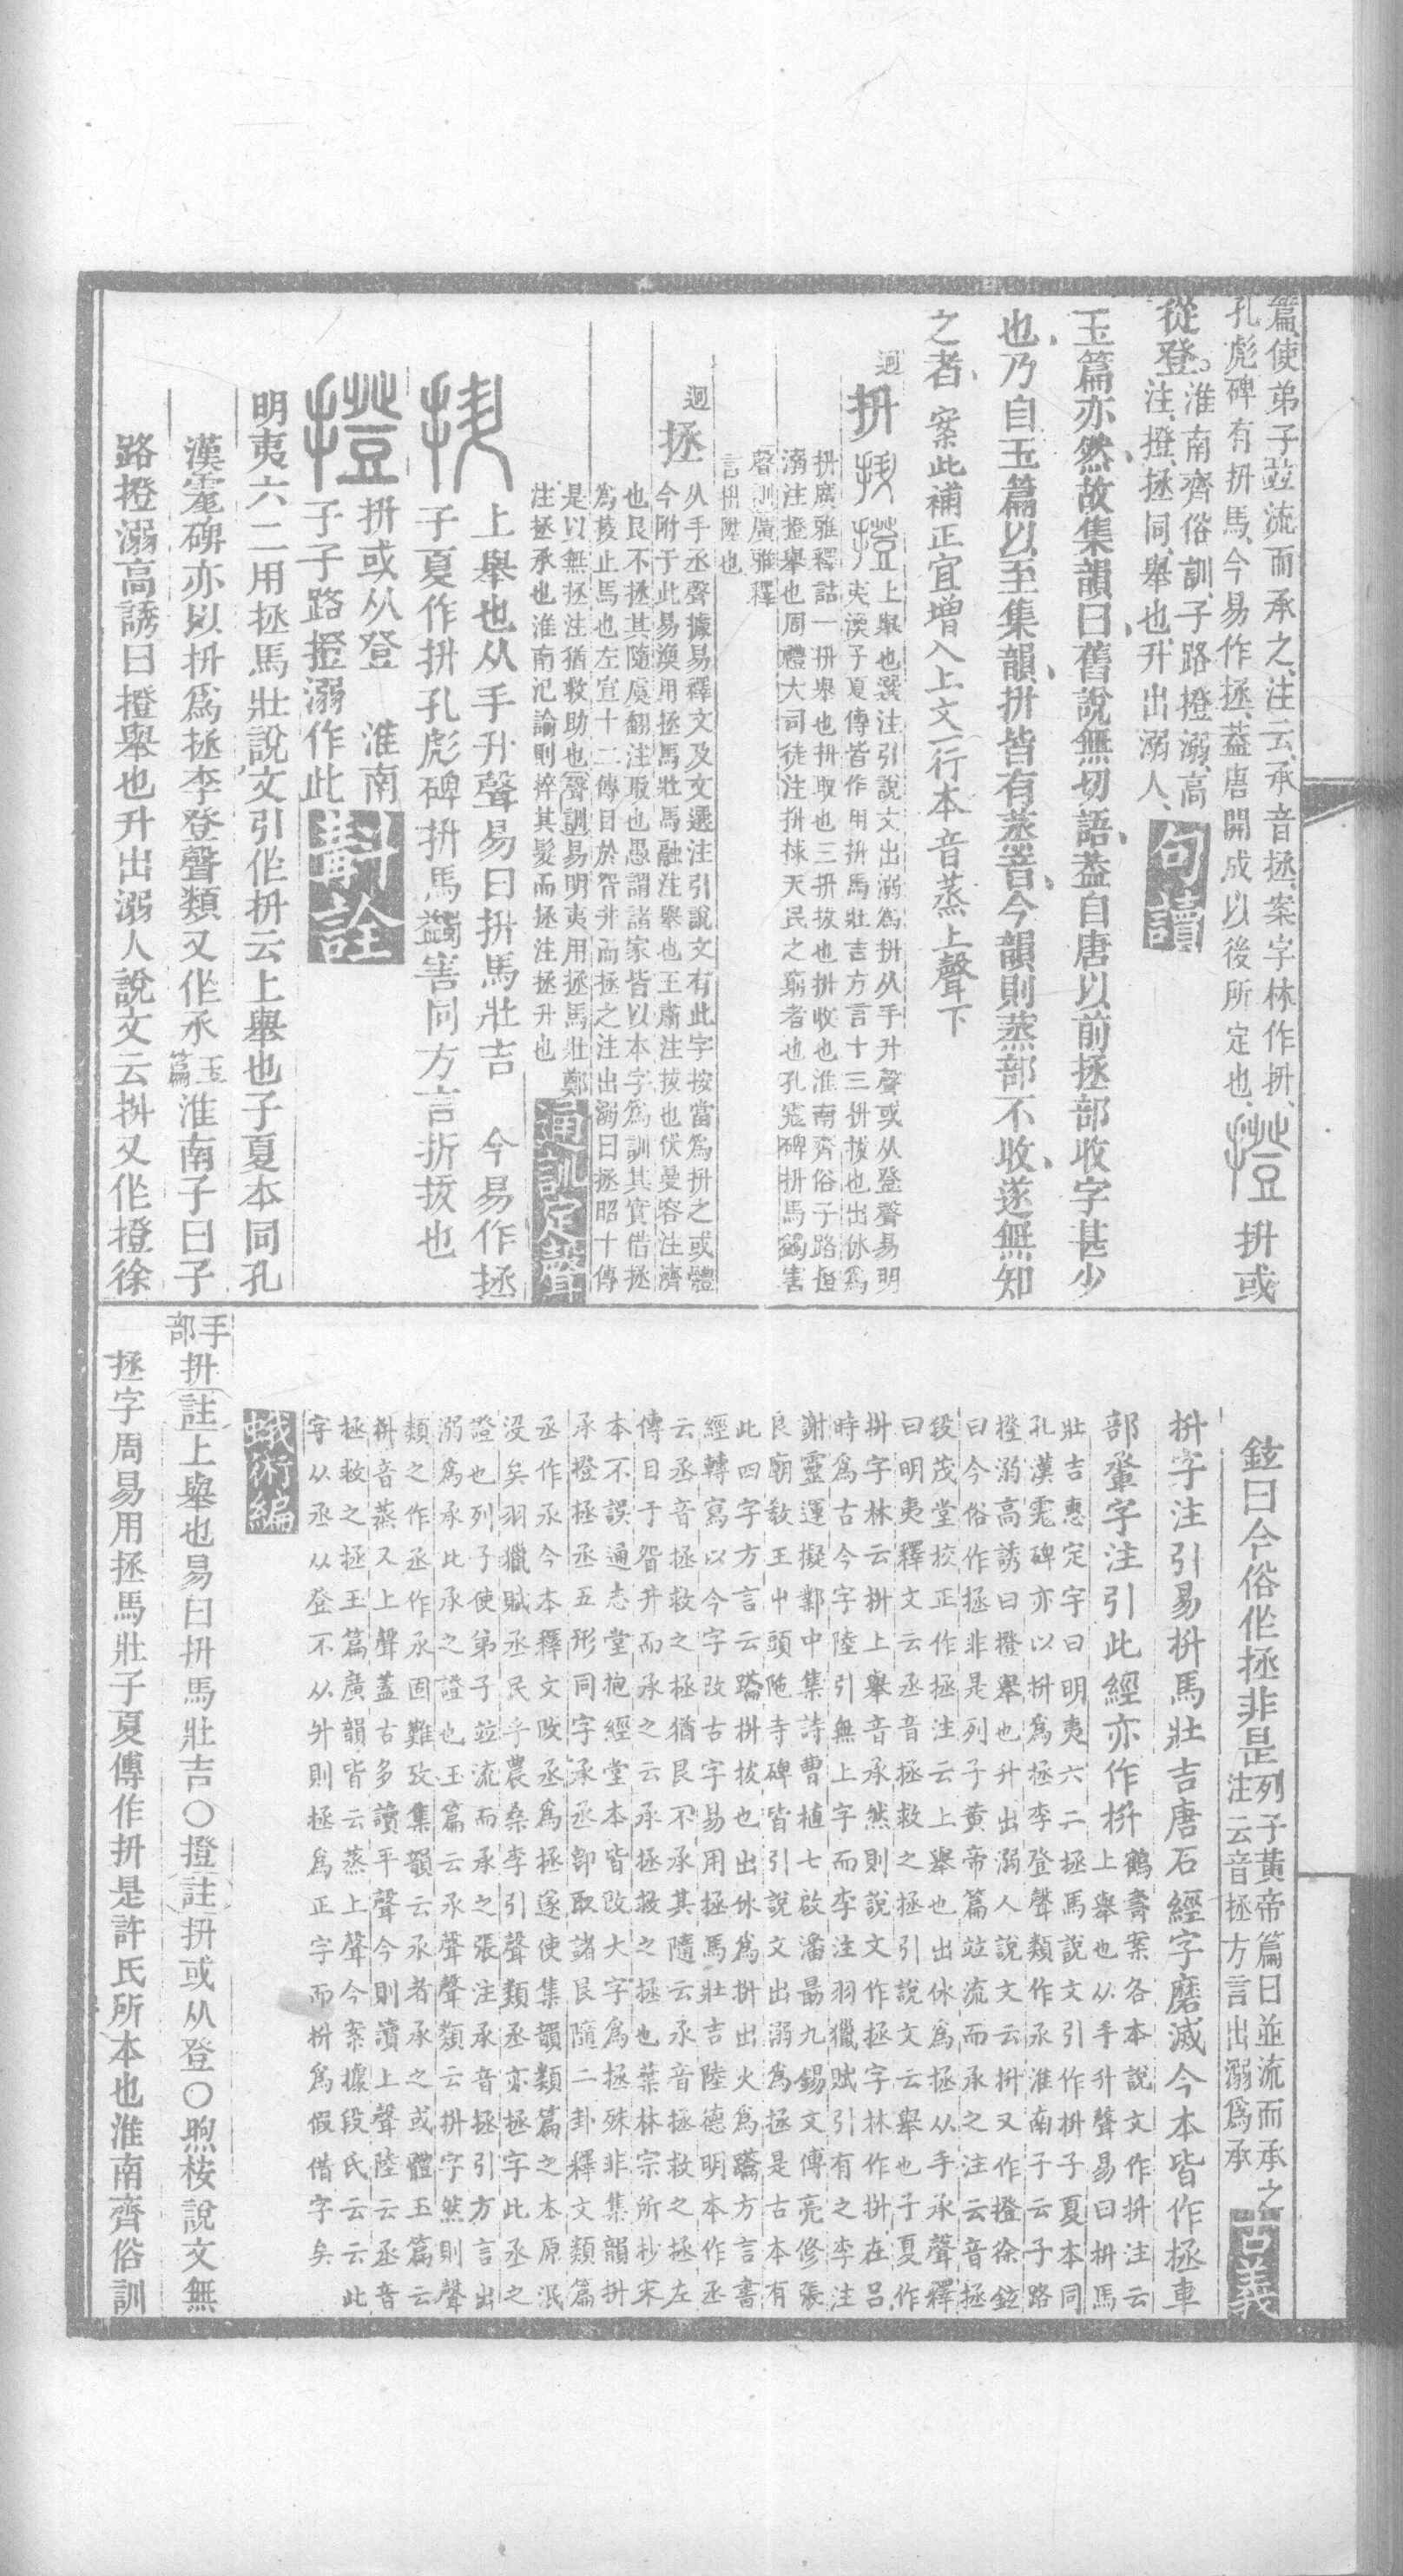 篇、使弟子竝流而承之、注云、承音拯、案字林作抍、
孔彪碑有抍馬、今易作拯、葢唐開成以後所定也、
抍或
從登。
淮南齊俗訓、子路撜溺、高
注、撜、拯同、舉也、升出溺人、
句讀
玉篇亦然、故集韻曰、舊說無切語、葢自唐以前拯部收字甚少
也、乃自玉篇以至集韻、抍皆有蒸音、今韻則蒸部不收、遂無知
之者、案此補正宜增入上文一行本音蒸上聲下
迥 抍
上舉也選注引說文出溺為抍从手升聲或从登聲易明
夷渙子夏傳皆作用抍馬壯吉方言十三抍拔也出休為
抍廣雅釋詁一抍舉也抍取也三抍拔也抍收也淮南齊俗子路
溺注撜舉也周禮大司徒注抍捄天民之窮者也孔彪碑抍馬蠲害
聲訓廣雅釋
言抍陞也
迥 拯
从手丞聲據易釋文及文選注引說文有此字按當為抍之或體
今附于此易渙用拯馬壯馬融注舉也王肅注拔也伏曼容注濟
也艮不拯其隨虞翻注取也愚謂諸家皆以本字為訓其實借拯
為拔止馬也左宣十二傳目於眢井而拯之注出溺曰拯昭十傳
是以無拯注猶救助也聲訓易明夷用拯馬壯鄭
注拯承也淮南氾論則捽其髮而拯注拯升也
通訓定聲
上舉也从手升聲易曰抍馬壯吉 今易作拯
子夏作抍孔彪碑抍馬蠲害同方言抍拔也
抍或从登 淮南
子子路撜溺作此
斠詮
明夷六二用拯馬壯說文引作抍云上舉也子夏本同孔
漢霆碑亦以抍為拯李登聲類又作承玉篇淮南子曰子
路撜溺高誘曰撜舉也升出溺人說文云抍又作撜徐
鉉曰今俗作拯非是
列子黃帝篇曰並流而承之
注云音拯方言出溺為承
古義
抍字注引易抍馬壯吉唐石經字磨滅今本皆作拯車
部輂字注引此經亦作抍
鶴壽案各本說文作抍注云
上舉也从手升聲易曰抍馬
壯吉惠定宇曰明夷六二拯馬說文引作抍子夏本同
孔漢霆碑亦以抍為拯李登聲類作承淮南子云子路
撜溺高誘曰撜舉也升出溺人說文云抍又作撜徐鉉
曰今俗作拯非是列子黃帝篇竝流而承之注云音拯
段茂堂挍正作拯注云上舉也出休為拯从手承聲釋
曰明夷釋文云丞音拯救之拯引說文云舉也子夏作
抍字林云抍上舉音承然則說文作拯字林作抍在呂
時為古今字陸引無上字而李注羽獵賦引有之李注
謝靈運擬鄴中集詩曹植七啟潘勗九錫文傅亮修張
良廟敎王屮頭陁寺碑皆引說文出溺為拯是古本有
此四字方言云蹫抍拔也出休為抍出火為蹫方言書
經轉寫以今字改古字易用拯馬壯吉陸德明本作丞
云丞音拯救之拯猶艮不承其隨云承音拯救之拯左
傳目于眢井而承之云承拯救之拯也葉林宗所抄宋
本不誤通志堂抱經堂本皆改大字為拯殊非集韻抍
承撜拯丞五形同字承丞卽取諸艮隨二卦釋文類篇
丞作承今本釋文改丞為拯遂使集韻類篇之本原泯
沒矣羽獵賦丞民乎農桑李引聲類丞亦拯字此丞之
證也列子使弟子竝流而承之張注承音拯引方言出
溺為承此承之證也玉篇云承聲聲類云抍字然則聲
類之作丞作承固難攷集韻云承者承之或體玉篇云
抍音蒸又上聲蓋古多讀平聲今則讀上聲陸云丞音
拯救之拯玉篇廣韻皆云蒸上聲今案據段氏云云此
字从丞从登不从升則拯為正字而抍為假借字矣
蛾術編
手部抍註上舉也易曰抍馬壯吉〇撜註抍或从登〇煦桉說文無
拯字周易用拯馬壯子夏傳作抍是許氏所本也淮南齊俗訓